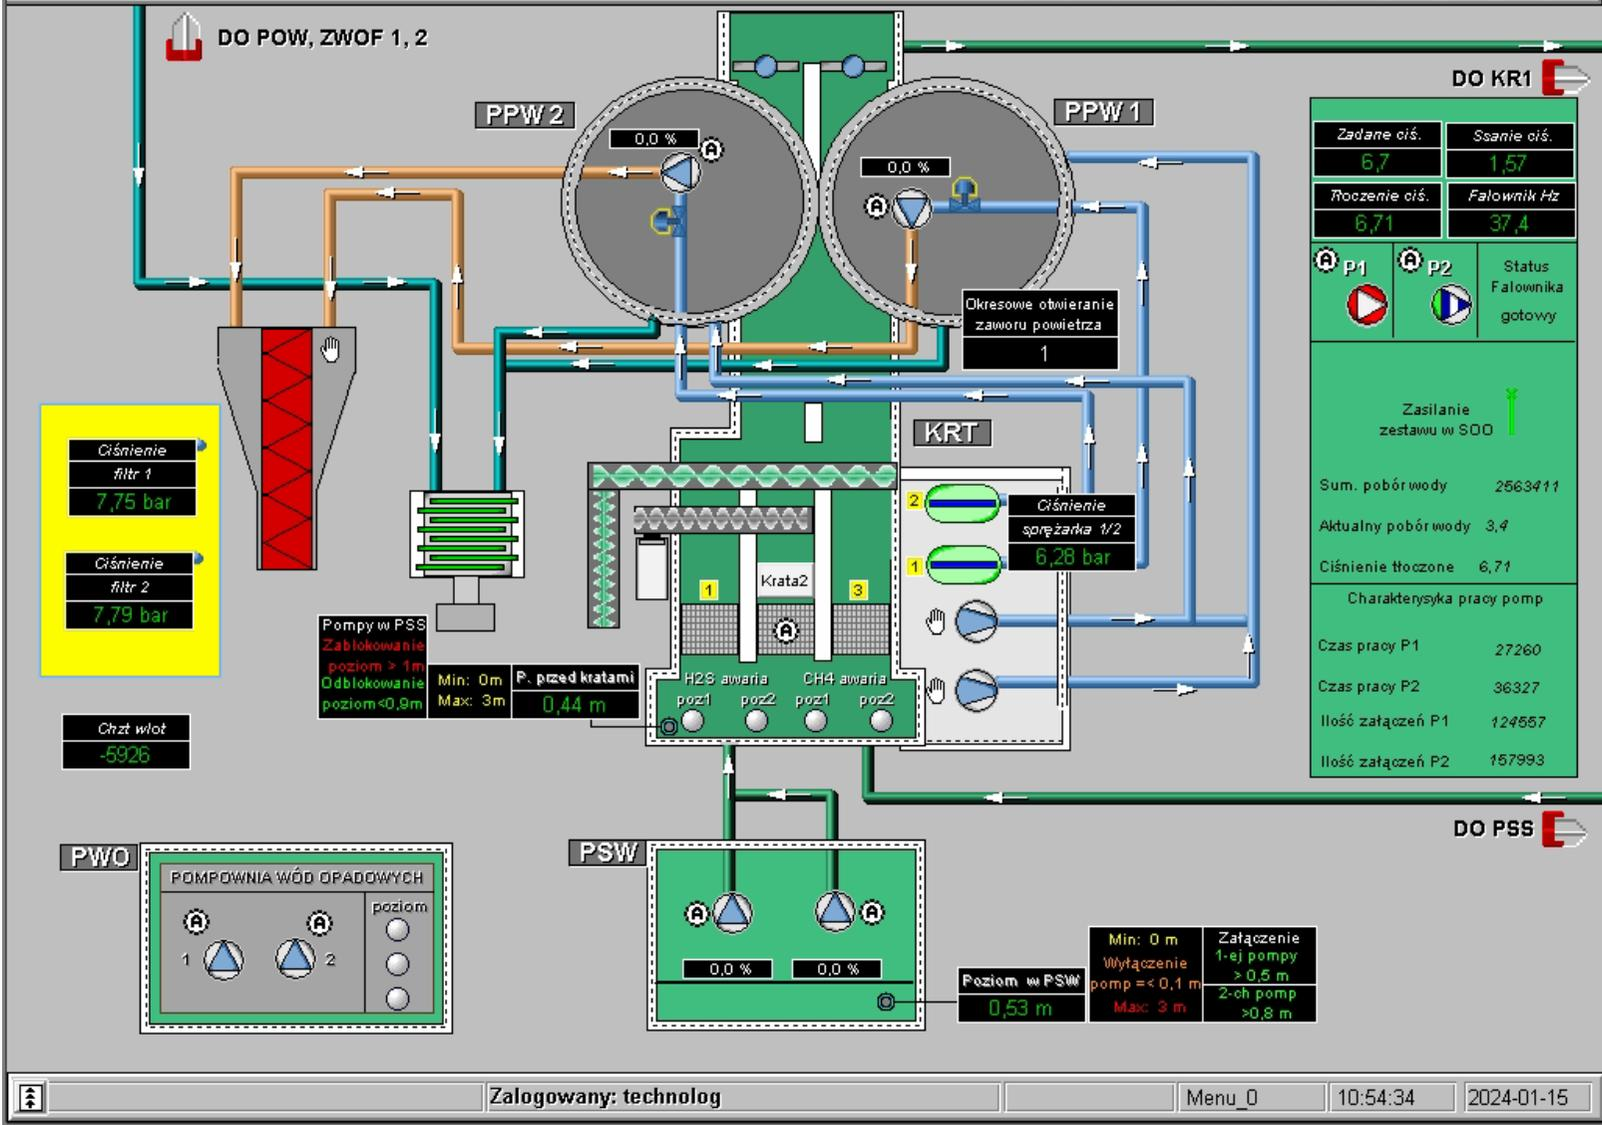 DO POW, ZWOF 1, 2
DO KR1
PPW 2
PPW 1
0,0 %
A
0,0 %
A
Zadane ciś.
6,7
Ssanie ciś.
1,57
Tłoczenie ciś.
6,71
Falownik Hz
37,4
A P1
A P2
Status
Falownika
gotowy
Okresowe otwieranie
zaworu powietrza
1
Zasilanie
zestawu w SOO
Sum. pobór wody 2563411
Aktualny pobór wody 3,4
Ciśnienie tłoczone 6,71
Charakterysyka pracy pomp
Czas pracy P1 27260
Czas pracy P2 36327
Ilość załączeń P1 124557
Ilość załączeń P2 157993
KRT
Ciśnienie
filtr 1
7,75 bar
Ciśnienie
filtr 2
7,79 bar
2
1
Ciśnienie
sprężarka 1/2
6,28 bar
1
Krata2
3
A
Pompy w PSS
Zablokowanie
poziom > 1m
Odblokowanie
poziom<0,9m
Min: 0m
Max: 3m
P. przed kratami
0,44 m
H2S awaria
poz1 poz2
CH4 awaria
poz1 poz2
Chzt wlot
-5926
DO PSS
PWO
POMPOWNIA WÓD OPADOWYCH
poziom
A
A
1
2
PSW
A
A
0,0 %
0,0 %
Poziom w PSW
0,53 m
Min: 0 m
Wyłączenie
pomp =< 0,1 m
Max: 3 m
Załączenie
1-ej pompy
> 0,5 m
2-ch pomp
>0,8 m
Zalogowany: technolog
Menu_0
10:54:34
2024-01-15